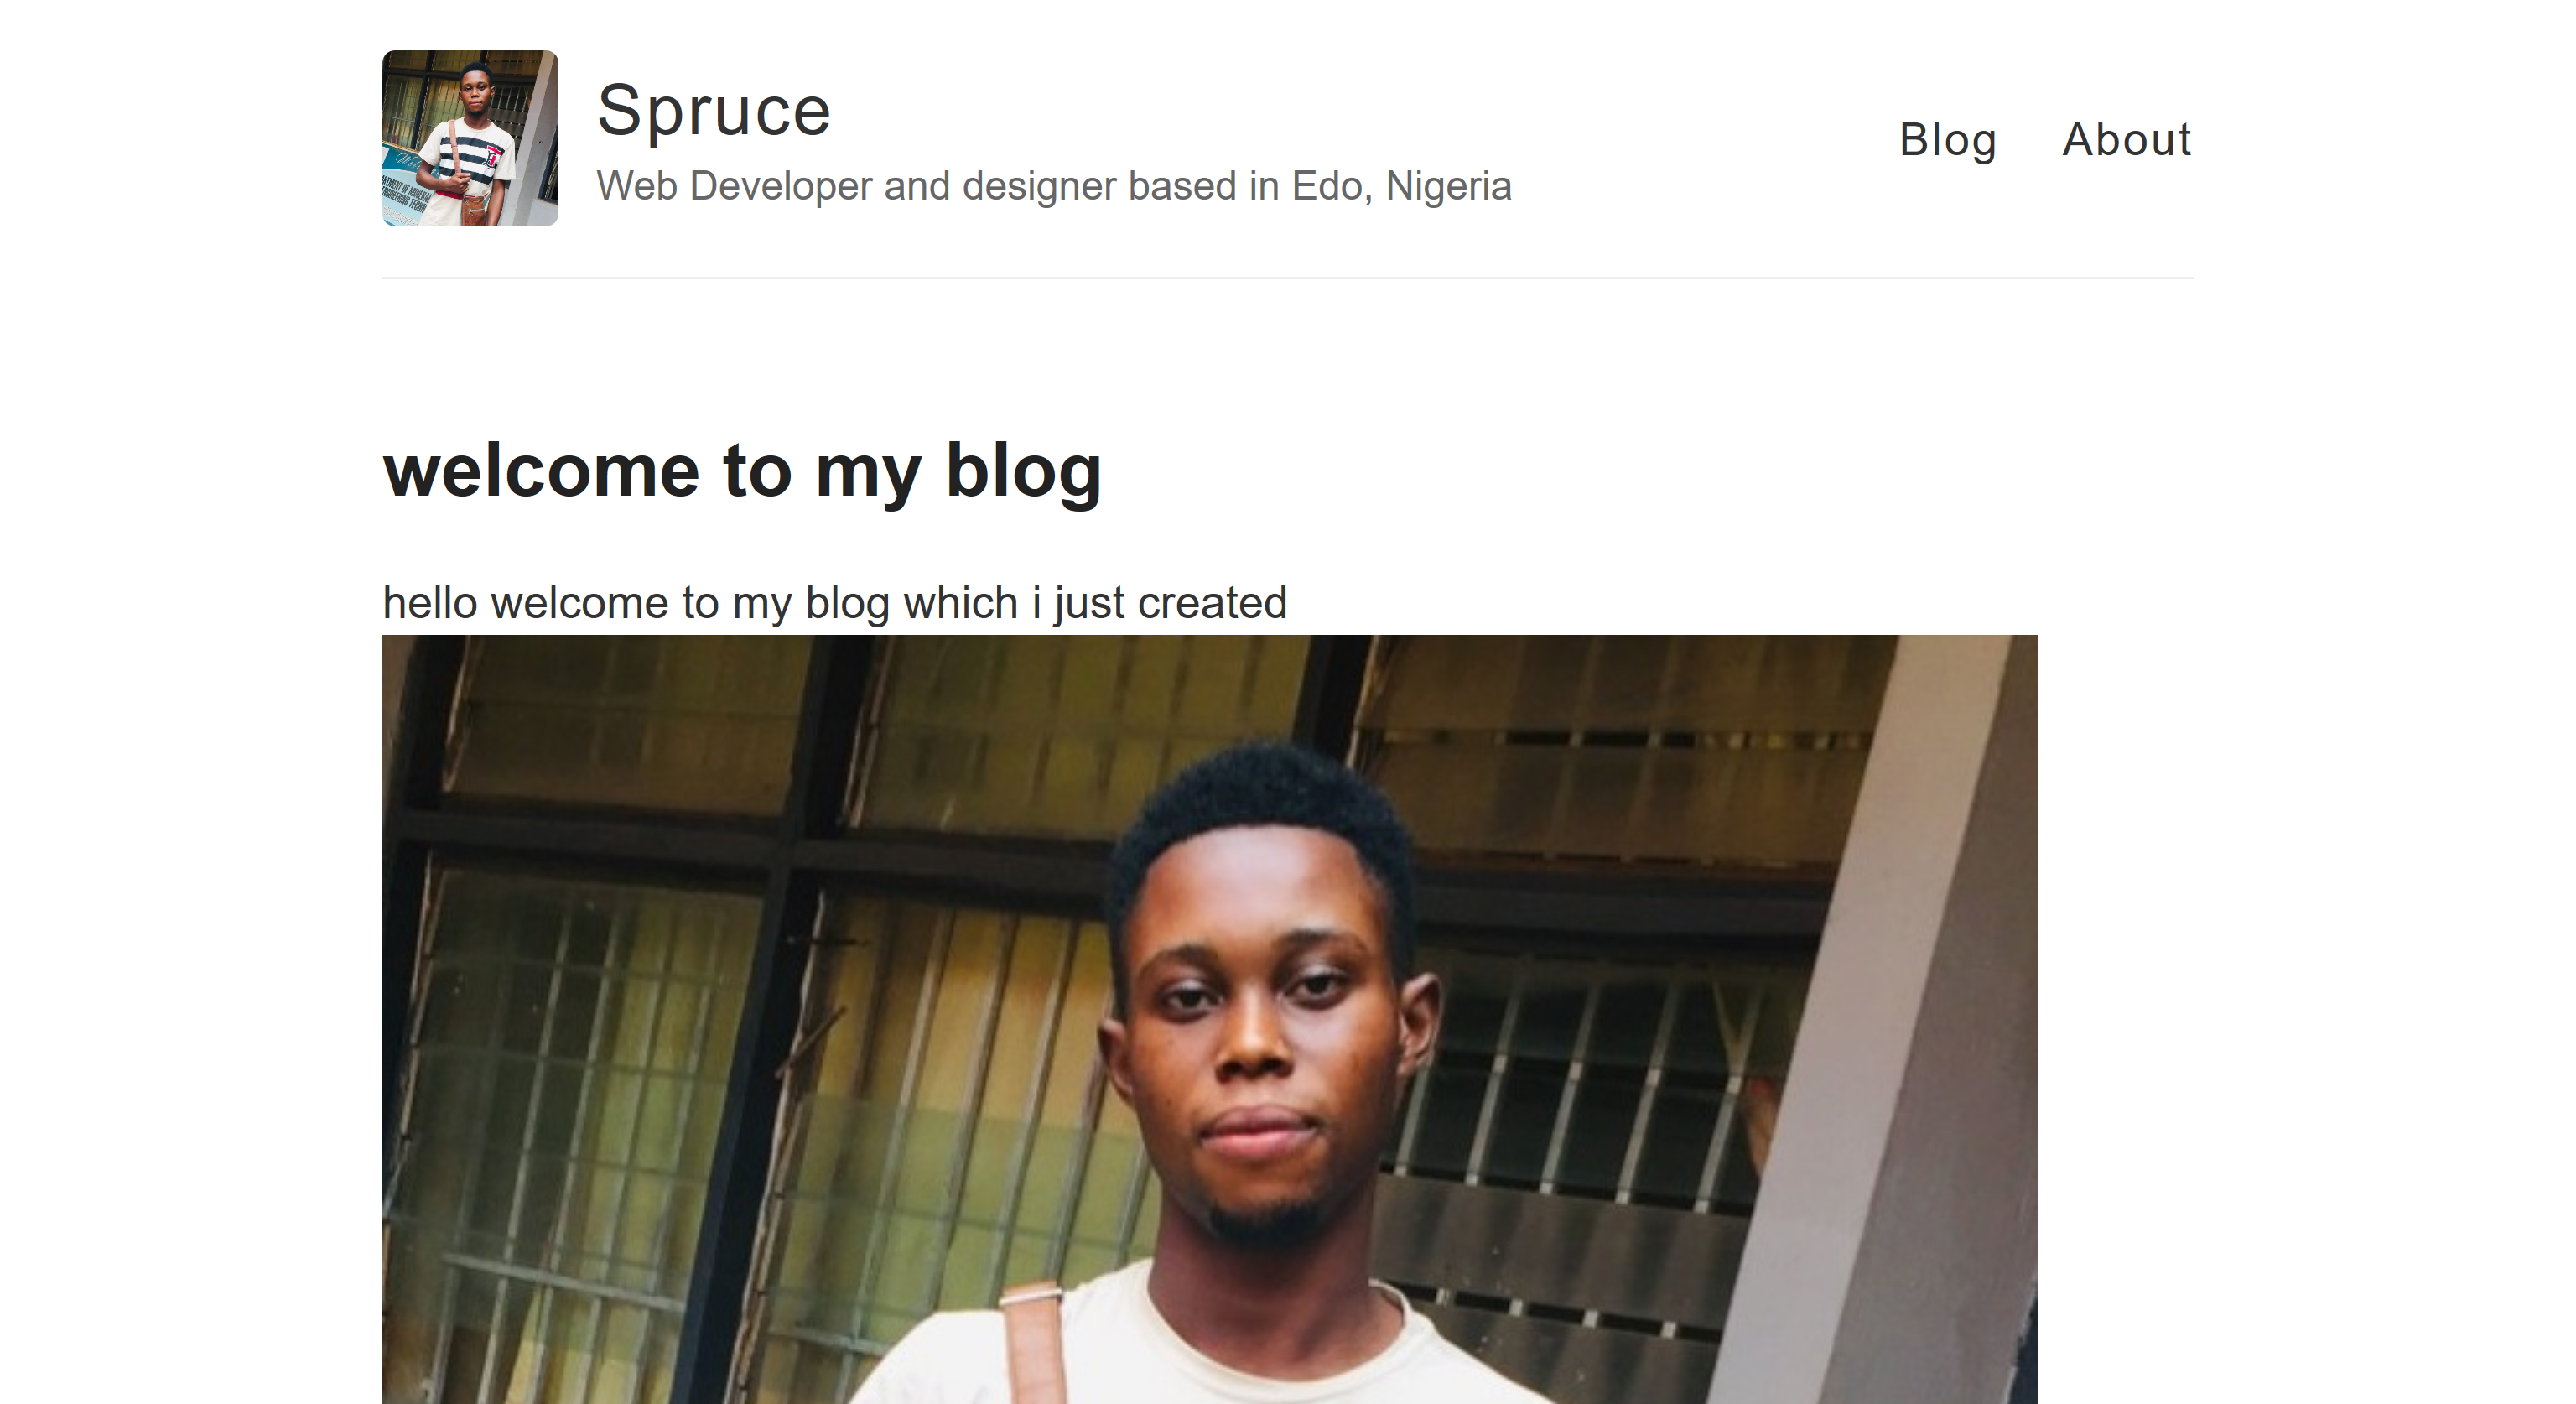 Spruce
Web Developer and designer based in Edo, Nigeria
Blog About
welcome to my blog
hello welcome to my blog which i just created